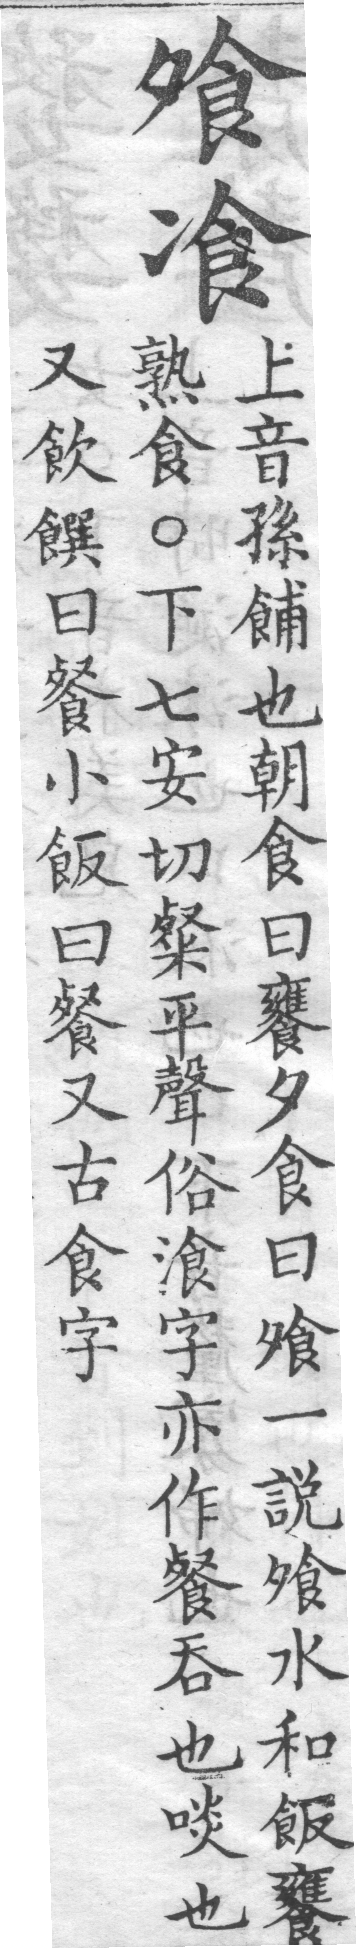 飧飡
上音孫餔也朝食曰饔夕食曰飧一説飧水和飯饔
熟食○下七安切粲平聲俗湌字亦作餐吞也啖也
又飲饌曰餐小飯曰餐又古食字